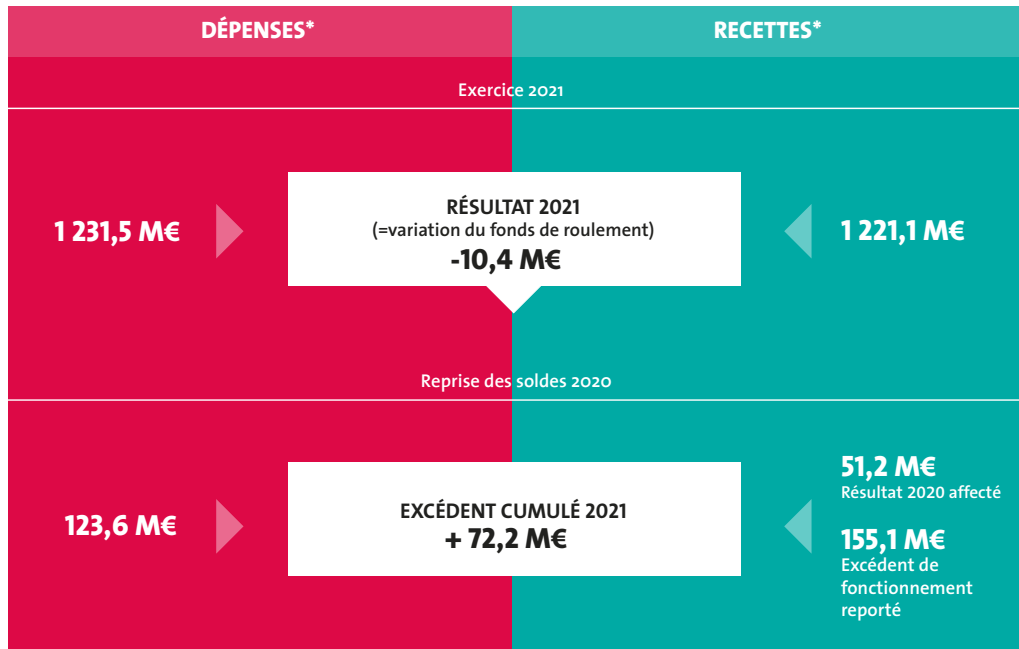 DÉPENSES*
RECETTES*
Exercice 2021
1 231,5 M€
RÉSULTAT 2021
(=variation du fonds de roulement)
-10,4 M€
1 221,1 M€
Reprise des soldes 2020
123,6 M€
EXCÉDENT CUMULÉ 2021
+ 72,2 M€
51,2 M€
Résultat 2020 affecté
155,1 M€
Excédent de
fonctionnement
reporté